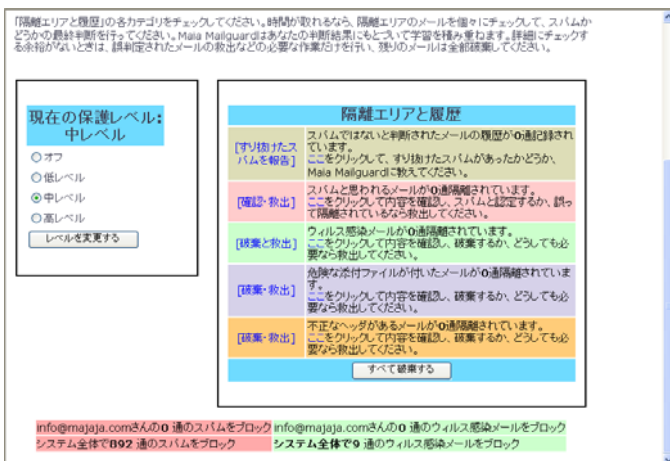 「隔離エリアと履歴」の各カテゴリをチェックしてください。時間が取れるなら、隔離エリアのメールを個々にチェックして、スパムか
どうかの最終判断を行ってください。Maia Mailguardはあなたの判断結果にもとづいて学習を積み重ねます。詳細にチェックす
る余裕がないときは、誤判定されたメールの救出などの必要な作業だけを行い、残りのメールは全部破棄してください。
現在の保護レベル:
中レベル
オフ
低レベル
中レベル
高レベル
レベルを変更する
隔離エリアと履歴
[すり抜けたス
パムを報告]
スパムではないと判断されたメールの履歴が0通記録され
ています。
ここをクリックして、すり抜けたスパムがあったかどうか、
Maia Mailguardに教えてください。
[確認・救出]
スパムと思われるメールが0通隔離されています。
ここをクリックして内容を確認し、スパムと認定するか、誤っ
て隔離されているなら救出してください。
[破棄と救出]
ウィルス感染メールが0通隔離されています。
ここをクリックして内容を確認し、破棄するか、どうしても必
要なら救出してください。
[破棄・救出]
危険な添付ファイルが付いたメールが0通隔離されていま
す。
ここをクリックして内容を確認し、破棄するか、どうしても必
要なら救出してください。
[破棄・救出]
不正なヘッダがあるメールが0通隔離されています。
ここをクリックして内容を確認し、破棄するか、どうしても必
要なら救出してください。
すべて破棄する
info@majaja.comさんの0 通のスパムをブロック info@majaja.comさんの0 通のウィルス感染メールをブロック
システム全体で892 通のスパムをブロック システム全体で9 通のウィルス感染メールをブロック